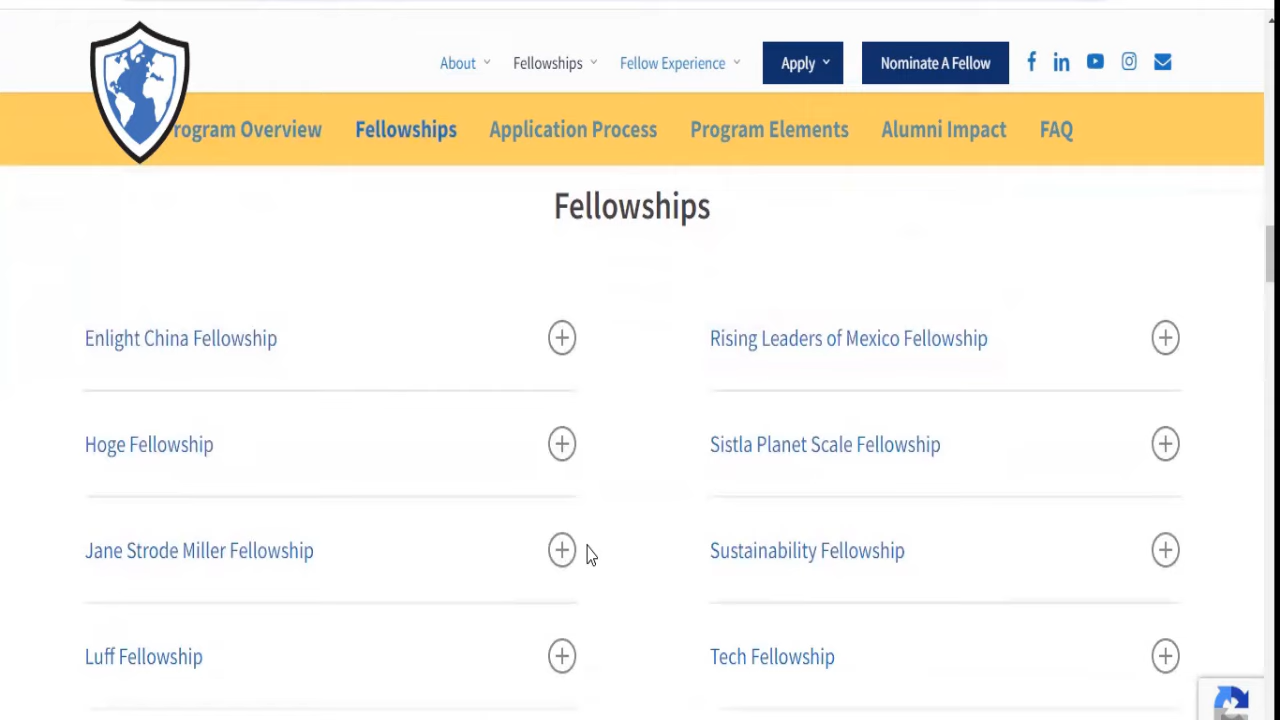 About Fellowships Fellow Experience Apply Nominate A Fellow
rogram Overview Fellowships Application Process Program Elements Alumni Impact FAQ
Fellowships
Enlight China Fellowship
Rising Leaders of Mexico Fellowship
Hoge Fellowship
Sistla Planet Scale Fellowship
Jane Strode Miller Fellowship
Sustainability Fellowship
Luff Fellowship
Tech Fellowship